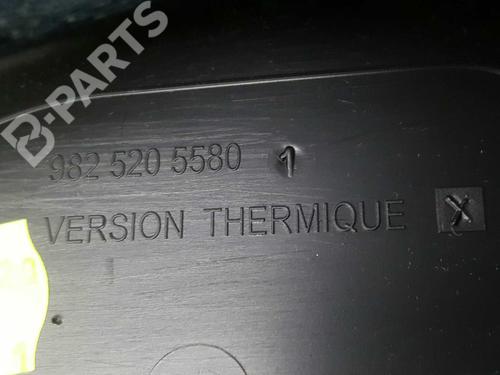 B-PARTS
982 520 5580 1
VERSION THERMIQUE X